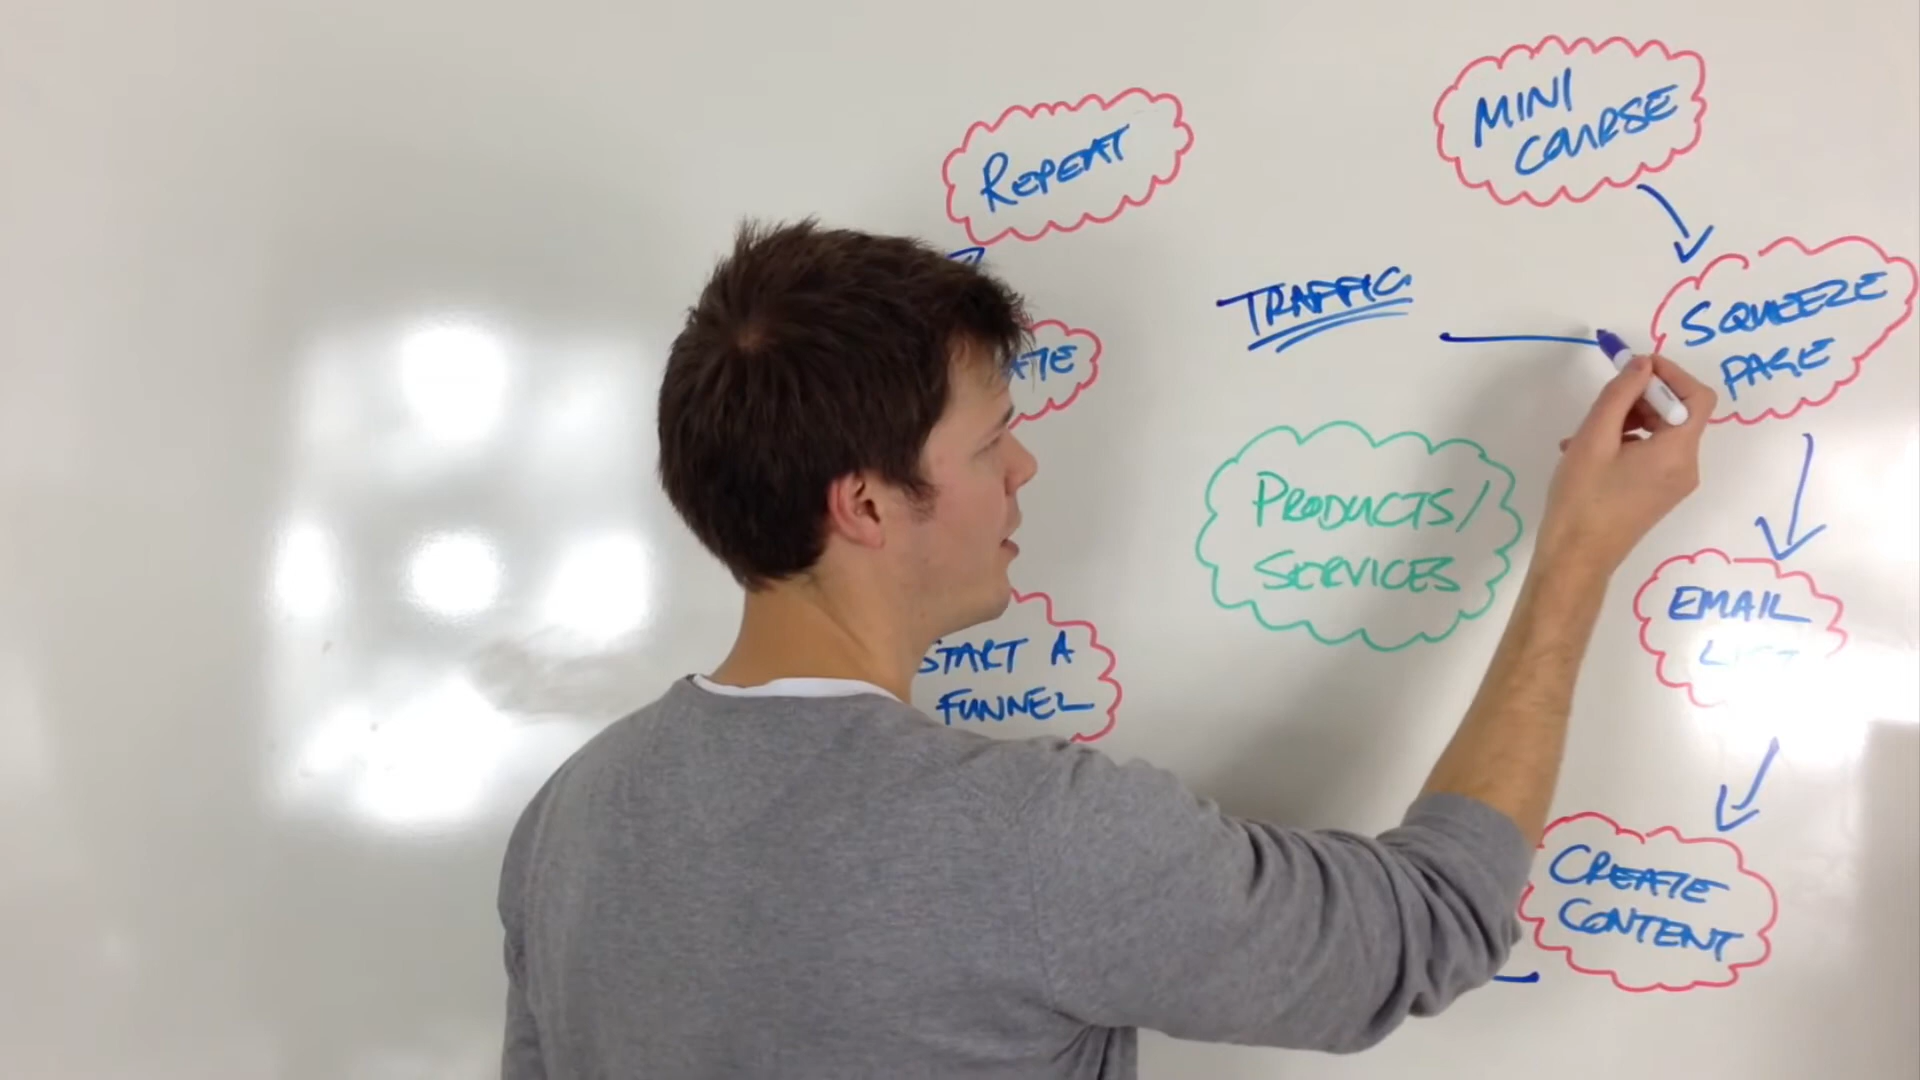 MINI
COURSE
REPEAT
SQUEEZE
PAGE
TRAFFIC
PRODUCTS/
SERVICES
EMAIL
START A
FUNNEL
CREATE
CONTENT